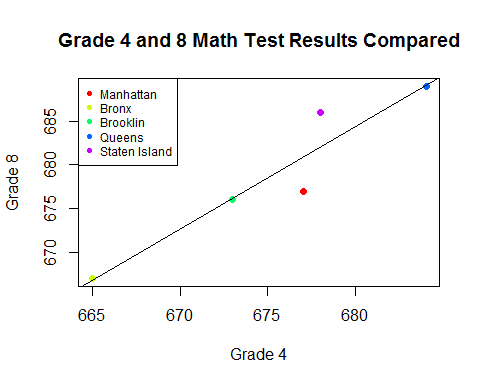 Grade 4 and 8 Math Test Results Compared
Manhattan
Bronx
Brooklin
Queens
Staten Island
Grade 8
685
680
675
670
665
670
675
680
Grade 4